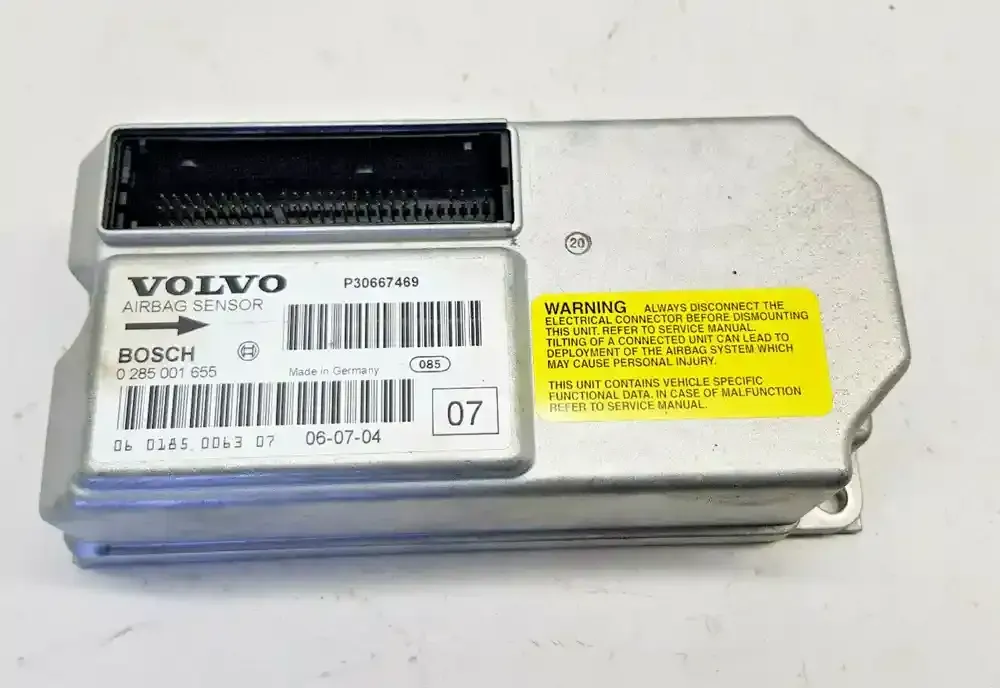 VOLVO
P30667469
AIRBAG SENSOR
BOSCH
0 285 001 655
Made in Germany
085
07
06 0185 0063 07
06-07-04
20
WARNING ALWAYS DISCONNECT THE
ELECTRICAL CONNECTOR BEFORE DISMOUNTING
THIS UNIT. REFER TO SERVICE MANUAL.
TILTING OF A CONNECTED UNIT CAN LEAD TO
DEPLOYMENT OF THE AIRBAG SYSTEM WHICH
MAY CAUSE PERSONAL INJURY.
THIS UNIT CONTAINS VEHICLE SPECIFIC
FUNCTIONAL DATA. IN CASE OF MALFUNCTION
REFER TO SERVICE MANUAL.